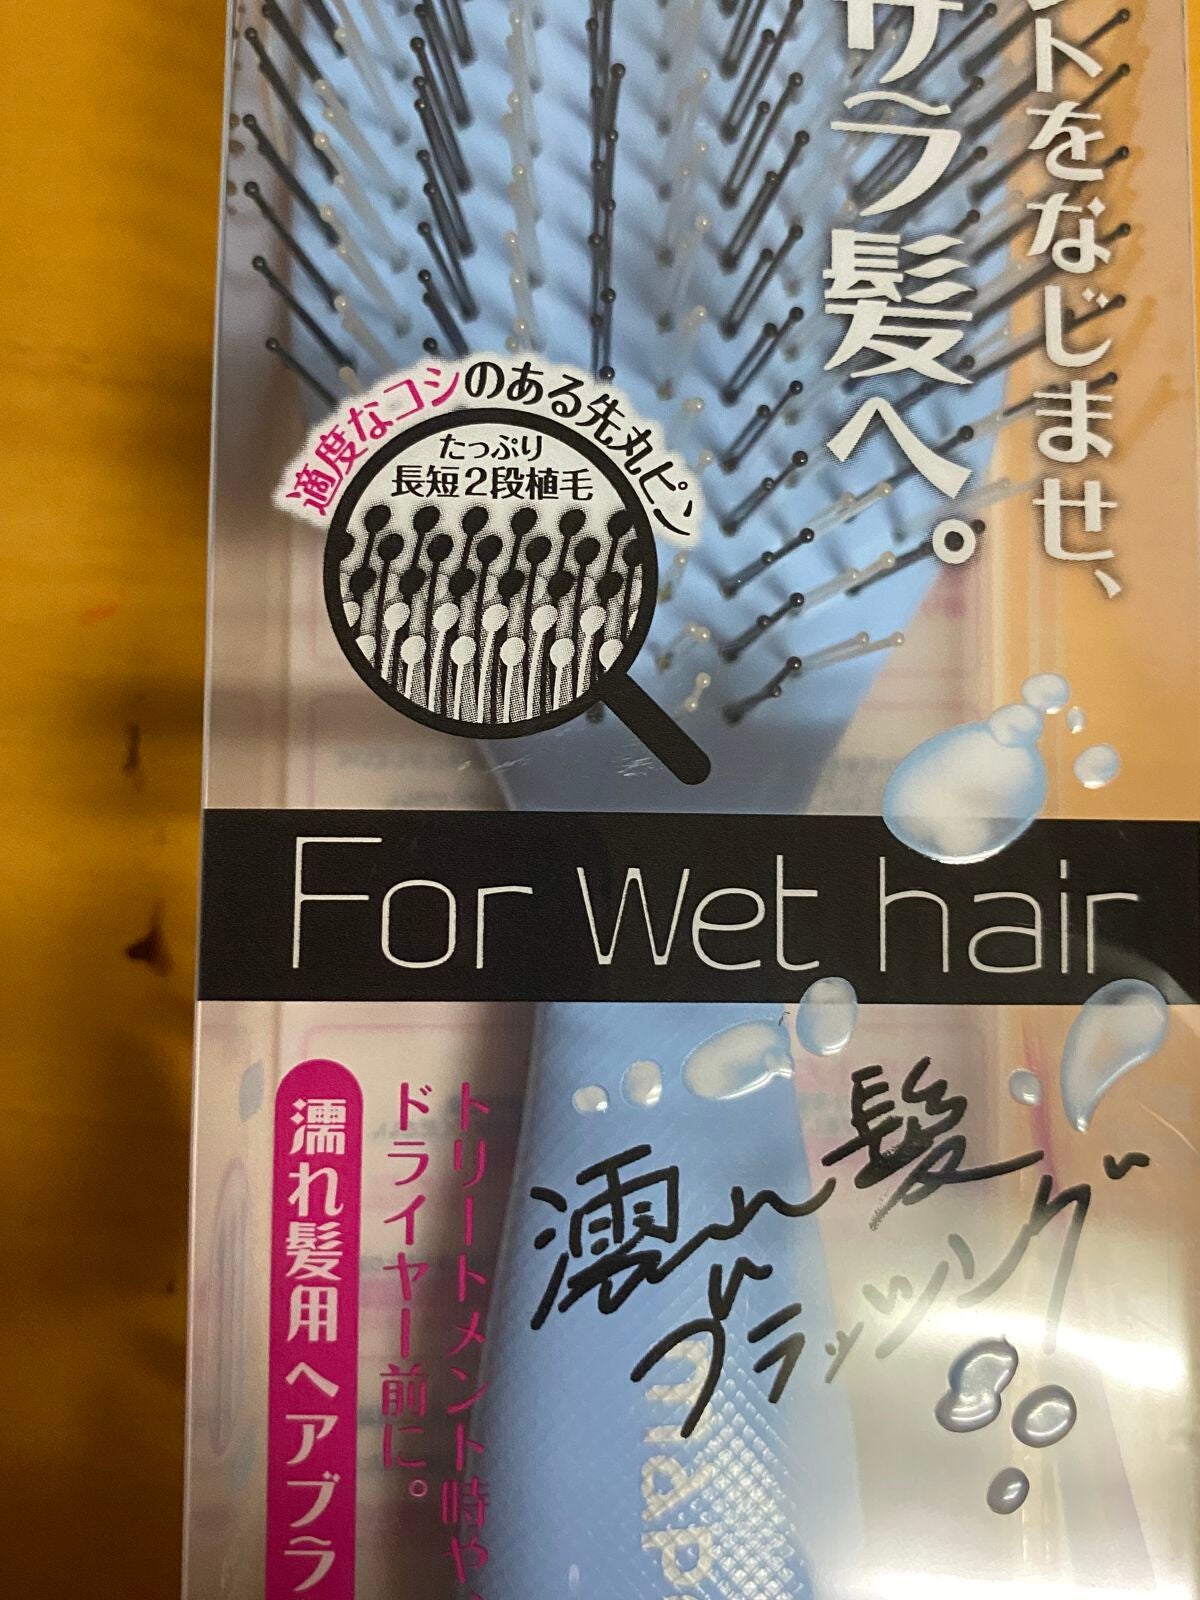 トをなじませ、
サラ髪へ。
適度なコシのある先丸ピン
たっぷり
長短2段植毛
For wet hair
濡れ髪
ブラッシング
トリートメント時や、
ドライヤー前に。
濡れ髪用 ヘアブラ
maPe